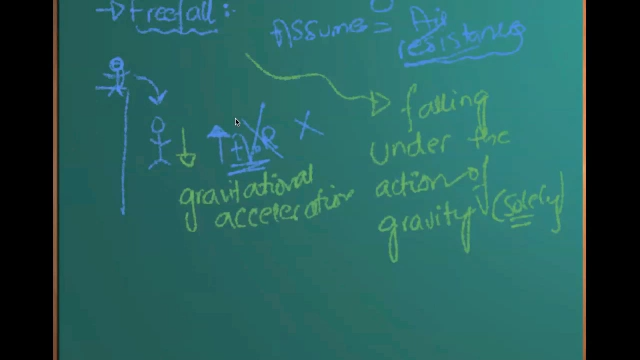 → Freefall :-
Assume = Air
resistance
falling
under the
action of
gravity (solely)
gravitational
acceleration